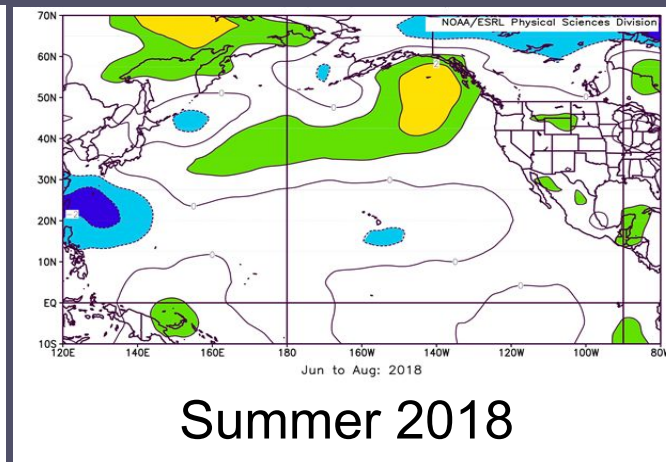 NOAA/ESRL Physical Sciences Division
70N
60N
50N
40N
30N
20N
10N
EQ
10S
120E 140E 160E 180 160W 140W 120W 100W 80W
Jun to Aug: 2018
Summer 2018